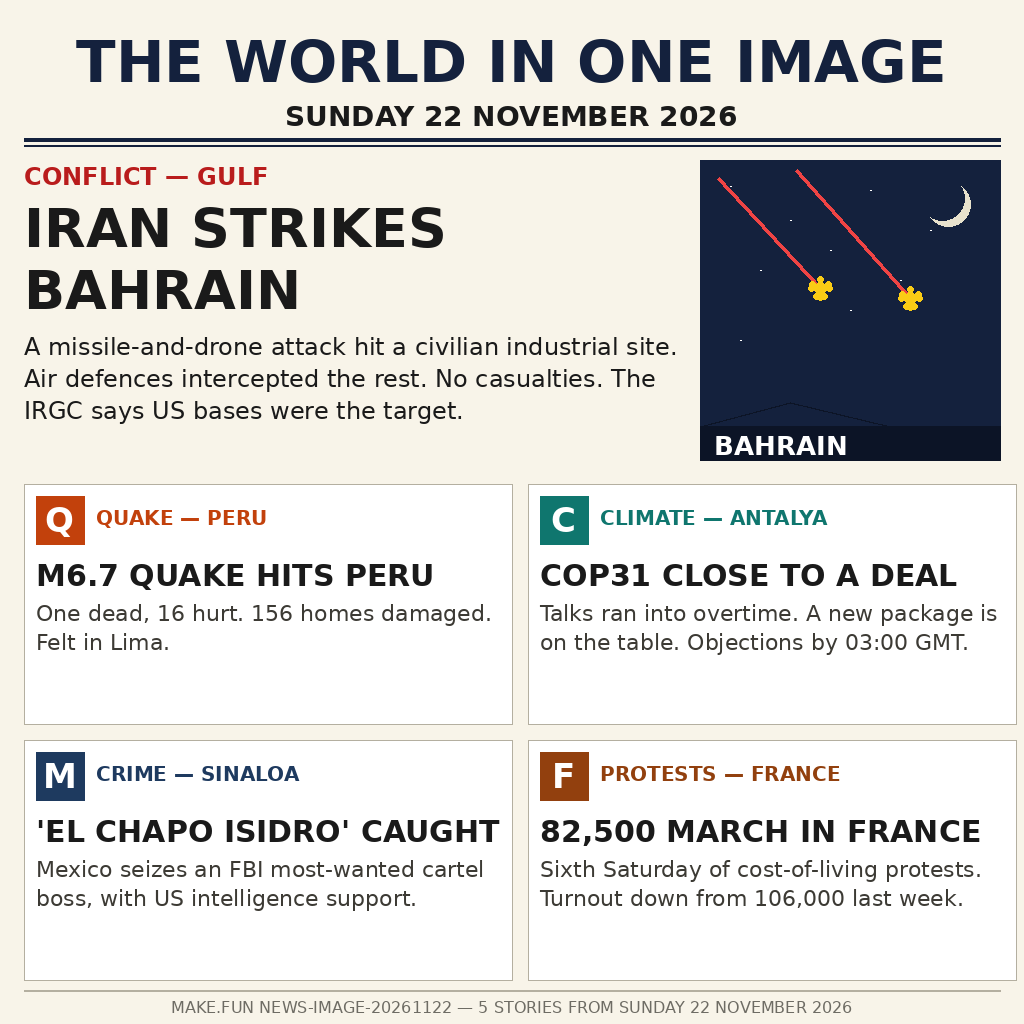 THE WORLD IN ONE IMAGE
SUNDAY 22 NOVEMBER 2026
CONFLICT — GULF
IRAN STRIKES
BAHRAIN
A missile-and-drone attack hit a civilian industrial site.
Air defences intercepted the rest. No casualties. The
IRGC says US bases were the target.
BAHRAIN
Q
QUAKE — PERU
M6.7 QUAKE HITS PERU
One dead, 16 hurt. 156 homes damaged.
Felt in Lima.
C
CLIMATE — ANTALYA
COP31 CLOSE TO A DEAL
Talks ran into overtime. A new package is
on the table. Objections by 03:00 GMT.
M
CRIME — SINALOA
'EL CHAPO ISIDRO' CAUGHT
Mexico seizes an FBI most-wanted cartel
boss, with US intelligence support.
F
PROTESTS — FRANCE
82,500 MARCH IN FRANCE
Sixth Saturday of cost-of-living protests.
Turnout down from 106,000 last week.
MAKE.FUN NEWS-IMAGE-20261122 — 5 STORIES FROM SUNDAY 22 NOVEMBER 2026